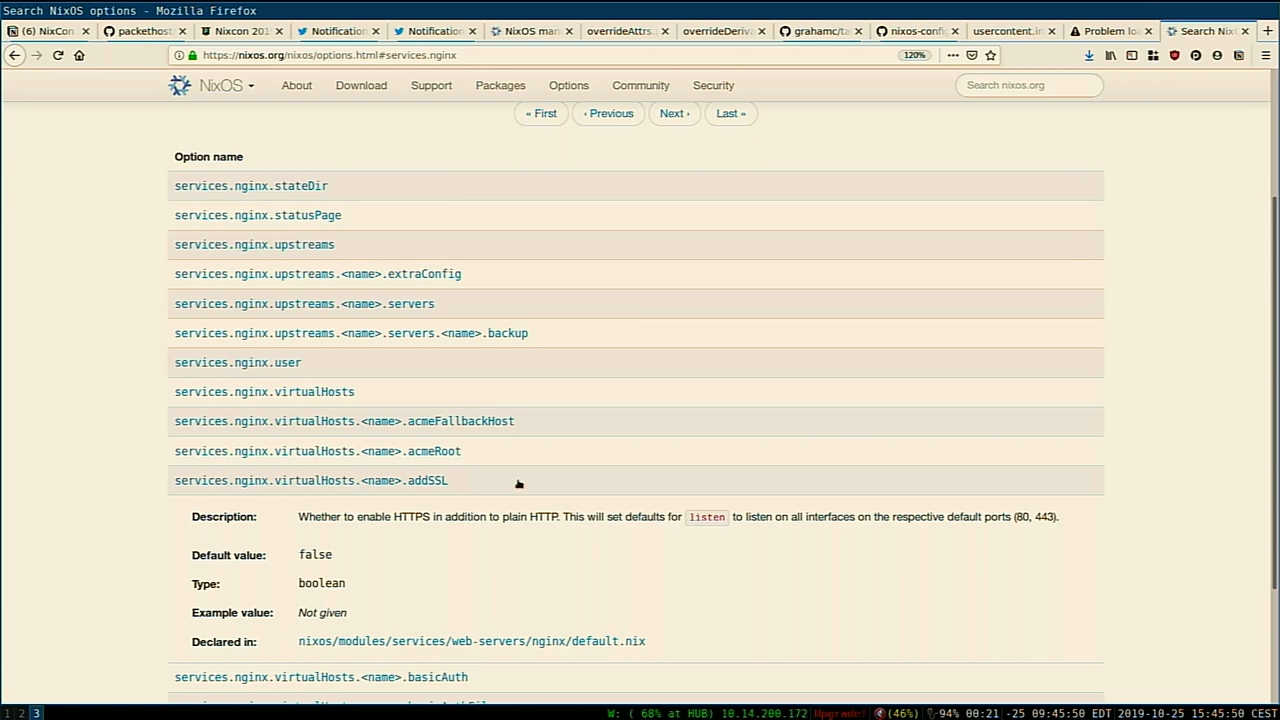 Search NixOS options - Mozilla Firefox
(6) NixCon
packethost/
Nixcon 201
Notification
Notification
NixOS man
overrideAttrs.
overrideDeriva
grahamc/ta
nixos-confi
usercontent.in
Problem loa
Search NixO
https://nixos.org/nixos/options.html#services.nginx
120%
NixOS
About
Download
Support
Packages
Options
Community
Security
Search nixos.org
« First
‹ Previous
Next ›
Last »
Option name
services.nginx.stateDir
services.nginx.statusPage
services.nginx.upstreams
services.nginx.upstreams.<name>.extraConfig
services.nginx.upstreams.<name>.servers
services.nginx.upstreams.<name>.servers.<name>.backup
services.nginx.user
services.nginx.virtualHosts
services.nginx.virtualHosts.<name>.acmeFallbackHost
services.nginx.virtualHosts.<name>.acmeRoot
services.nginx.virtualHosts.<name>.addSSL
Description: Whether to enable HTTPS in addition to plain HTTP. This will set defaults for listen to listen on all interfaces on the respective default ports (80, 443).
Default value: false
Type: boolean
Example value: Not given
Declared in: nixos/modules/services/web-servers/nginx/default.nix
services.nginx.virtualHosts.<name>.basicAuth
1 2 3
W: ( 68% at HUB) 10.14.200.172 Upgrade! (46%) 94% 00:21 -25 09:45:50 EDT 2019-10-25 15:45:50 CEST